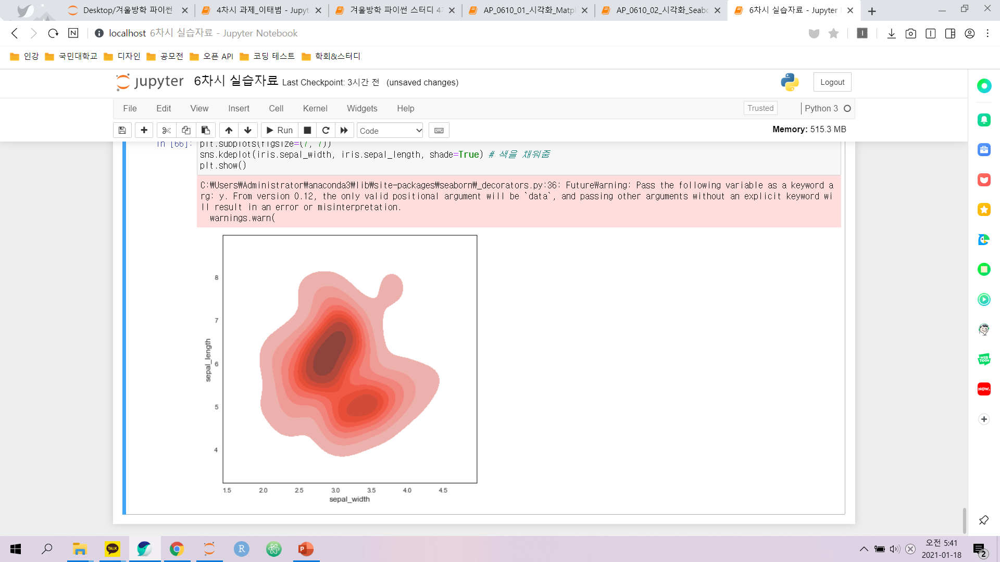 Desktop/겨울방학 파이썬
4차시 과제_이태범 - Jupyt
겨울방학 파이썬 스터디 4
AP_0610_01_시각화_Matp
AP_0610_02_시각화_Seab
6차시 실습자료 - Jupyter
N localhost 6차시 실습자료 - Jupyter Notebook
인강 국민대학교 디자인 공모전 오픈 API 코딩 테스트 학회&스터디
jupyter 6차시 실습자료 Last Checkpoint: 3시간 전 (unsaved changes) Logout
File Edit View Insert Cell Kernel Widgets Help Trusted Python 3
Run Code Memory: 515.3 MB
In [66]: plt.subplots(figsize=(7, 7))
sns.kdeplot(iris.sepal_width, iris.sepal_length, shade=True) # 색을 채워줌
plt.show()
C:₩Users₩Administrator₩anaconda3₩lib₩site-packages₩seaborn₩_decorators.py:36: FutureWarning: Pass the following variable as a keyword a
rg: y. From version 0.12, the only valid positional argument will be `data`, and passing other arguments without an explicit keyword wi
ll result in an error or misinterpretation.
warnings.warn(
8
7
6
5
4
sepal_length
1.5 2.0 2.5 3.0 3.5 4.0 4.5
sepal_width
WEB
TOON
NOW.
TALK
R
P
오전 5:41
2021-01-18
2